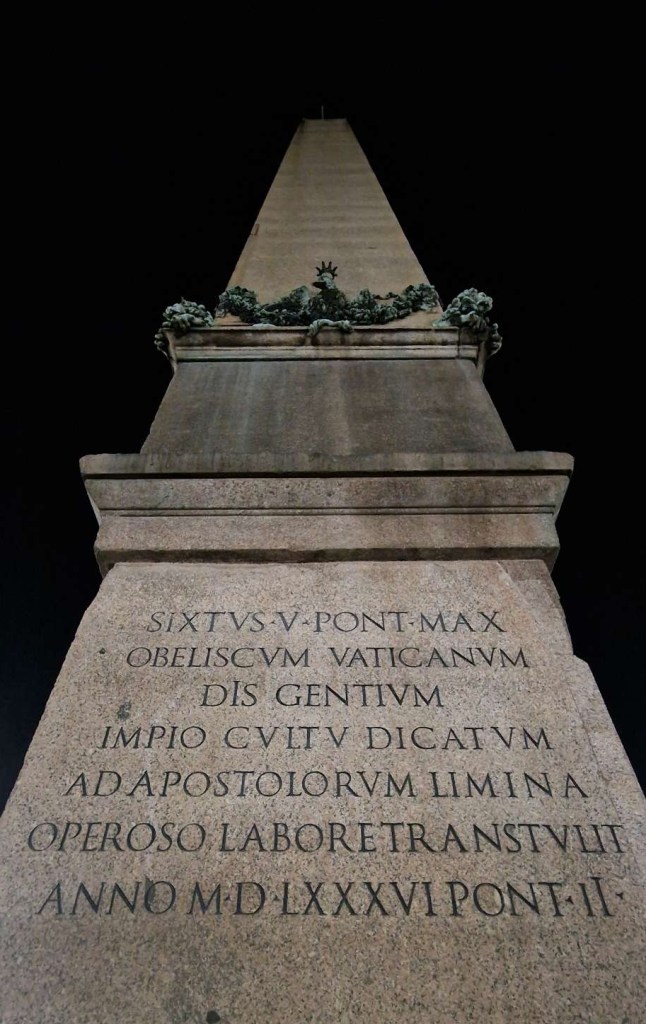 SIXTVS·V·PONT·MAX
OBELISCVM VATICANVM
DIS GENTIVM
IMPIO CVLTV DICATVM
AD APOSTOLORVM LIMINA
OPEROSO LABORE TRANSTVLIT
ANNO M·D·LXXXVI PONT·II·